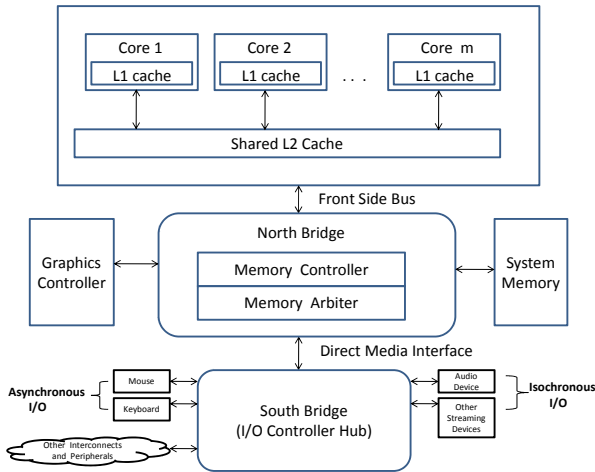 Core 1
L1 cache
Core 2
L1 cache
. . .
Core m
L1 cache
Shared L2 Cache
Front Side Bus
North Bridge
Memory Controller
Memory Arbiter
Graphics
Controller
System
Memory
Direct Media Interface
Asynchronous
I/O
Mouse
Keyboard
Other Interconnects
and Peripherals
South Bridge
(I/O Controller Hub)
Audio
Device
Other
Streaming
Devices
Isochronous
I/O